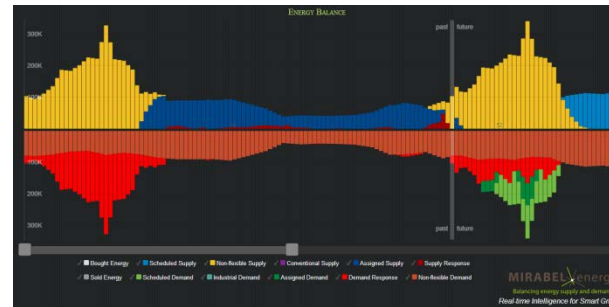 ENERGY BALANCE
300K
past
future
200K
100K
100K
200K
300K
past
future
✓ Bought Energy ✓ Scheduled Supply ✓ Non-flexible Supply ✓ Conventional Supply ✓ Assigned Supply ✓ Supply Response
✓ Sold Energy ✓ Scheduled Demand ✓ Industrial Demand ✓ Assigned Demand ✓ Demand Response ✓ Non-flexible Demand
MIRABEL energ
Balancing energy supply and deman
Real-time Intelligence for Smart G